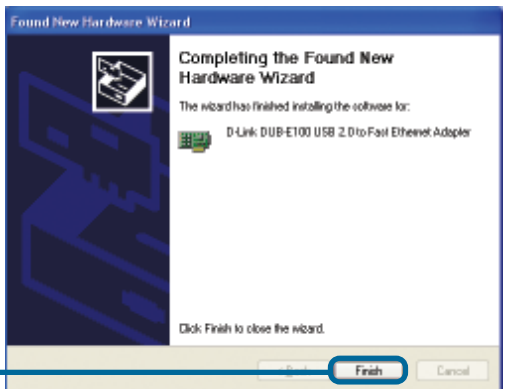 Found New Hardware Wizard
Completing the Found New
Hardware Wizard
The wizard has finished installing the software for:
D-Link DUB-E100 USB 2.0 to Fast Ethernet Adapter
Click Finish to close the wizard.
Finish
Cancel